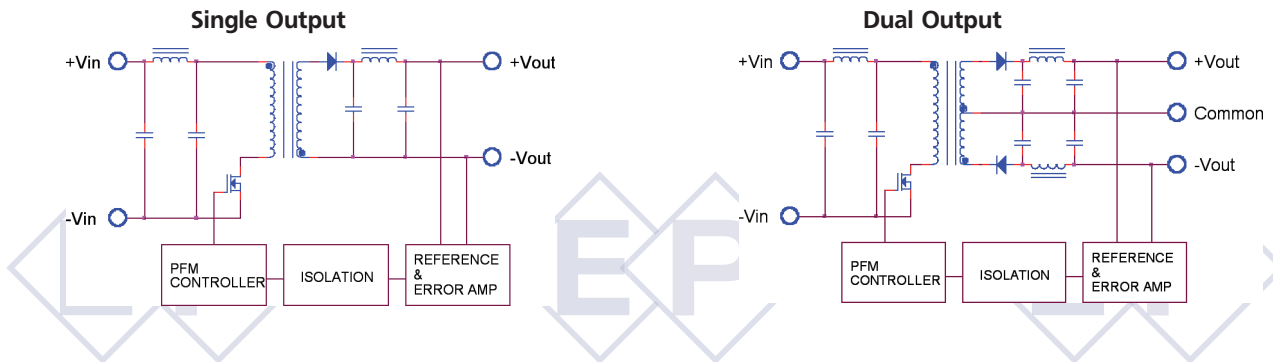 Single Output
+Vin
+Vout
-Vout
-Vin
PFM
CONTROLLER
ISOLATION
REFERENCE
&
ERROR AMP
Dual Output
+Vin
+Vout
Common
-Vout
-Vin
PFM
CONTROLLER
ISOLATION
REFERENCE
&
ERROR AMP
E P